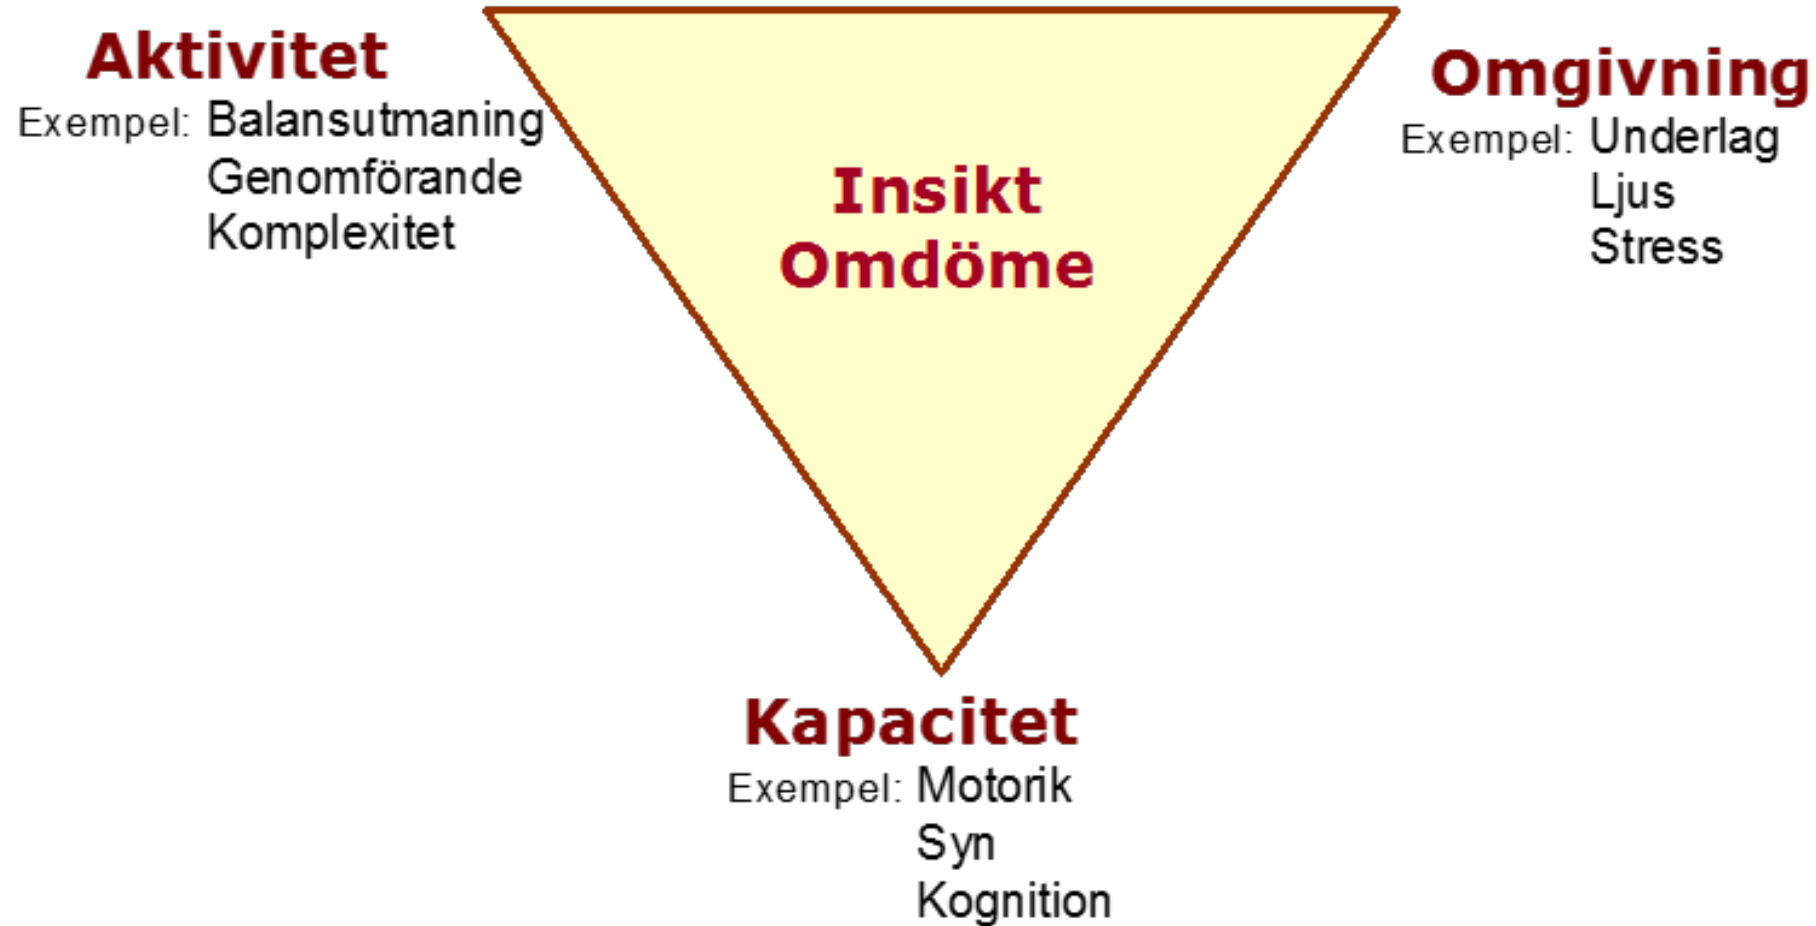 Aktivitet
Exempel: Balansutmaning
Genomförande
Komplexitet
Insikt
Omdöme
Omgivning
Exempel: Underlag
Ljus
Stress
Kapacitet
Exempel: Motorik
Syn
Kognition